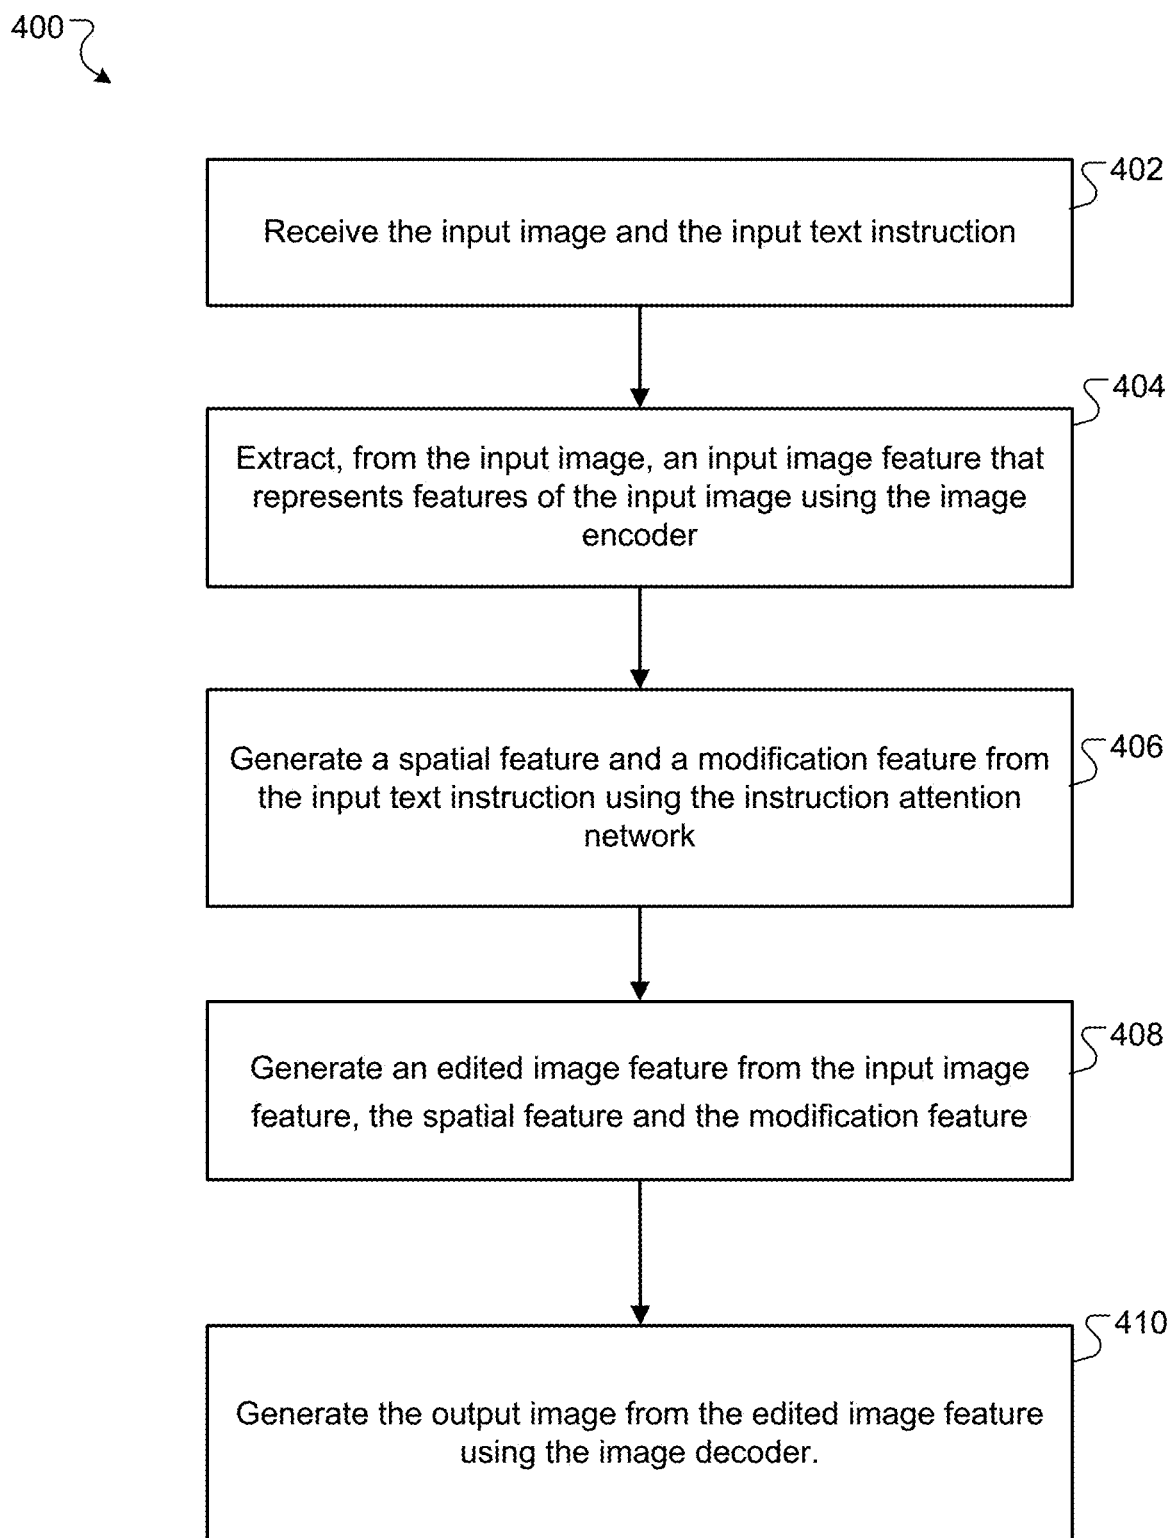 400
402
Receive the input image and the input text instruction
404
Extract, from the input image, an input image feature that
represents features of the input image using the image
encoder
406
Generate a spatial feature and a modification feature from
the input text instruction using the instruction attention
network
408
Generate an edited image feature from the input image
feature, the spatial feature and the modification feature
410
Generate the output image from the edited image feature
using the image decoder.